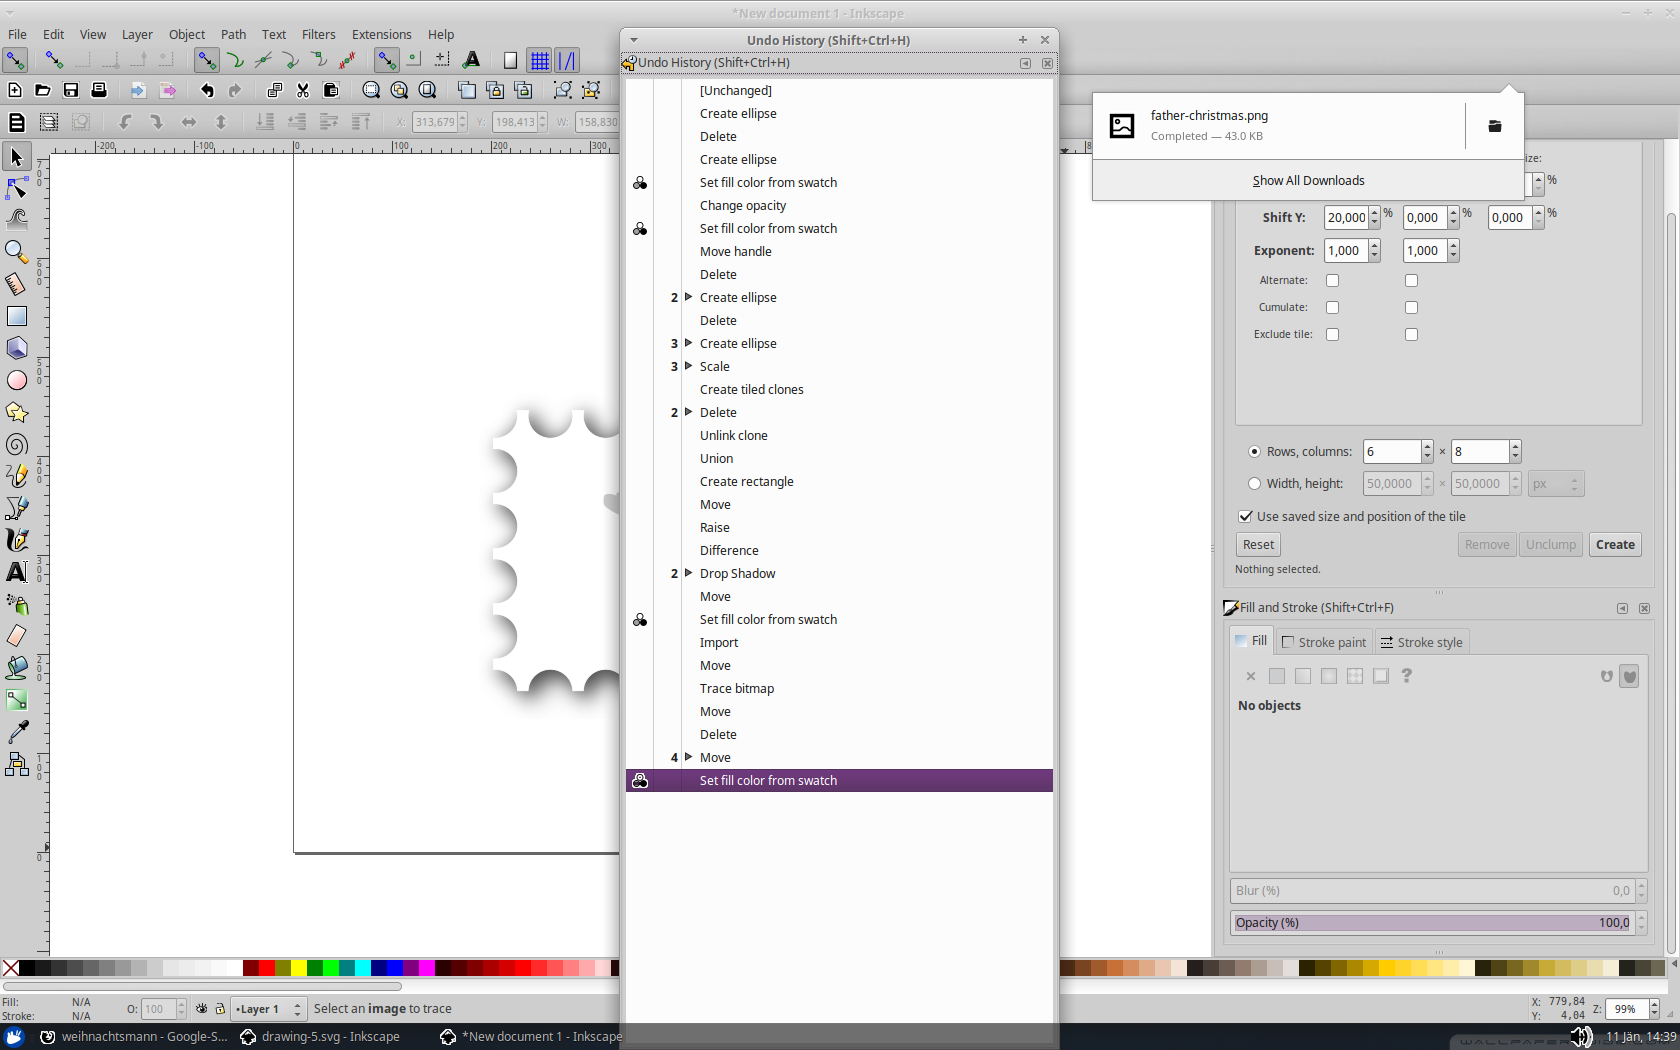 *New document 1 - Inkscape
File Edit View Layer Object Path Text Filters Extensions Help
Undo History (Shift+Ctrl+H)
Undo History (Shift+Ctrl+H)
X: 313,679 Y: 198,413 W: 158,830
-200 -100 0 200 300
100 200
[Unchanged]
Create ellipse
Delete
Create ellipse
Set fill color from swatch
Change opacity
Set fill color from swatch
Move handle
Delete
2 Create ellipse
Delete
3 Create ellipse
3 Scale
Create tiled clones
2 Delete
Unlink clone
Union
Create rectangle
Move
Raise
Difference
2 Drop Shadow
Move
Set fill color from swatch
Import
Move
Trace bitmap
Move
Delete
4 Move
Set fill color from swatch
father-christmas.png
Completed — 43.0 KB
Show All Downloads
ize:
%
Shift Y: 20,000 % 0,000 % 0,000 %
Exponent: 1,000 1,000
Alternate:
Cumulate:
Exclude tile:
Rows, columns: 6 × 8
Width, height: 50,0000 × 50,0000 px
Use saved size and position of the tile
Reset Remove Unclump Create
Nothing selected.
Fill and Stroke (Shift+Ctrl+F)
Fill Stroke paint Stroke style
?
No objects
Blur (%) 0,0
Opacity (%) 100,0
Fill: N/A
Stroke: N/A
O: 100 •Layer 1 Select an image to trace
X: 779,84
Y: 4,04
Z: 99%
weihnachtsmann - Google-S... drawing-5.svg - Inkscape *New document 1 - Inkscape 11 Jän, 14:39